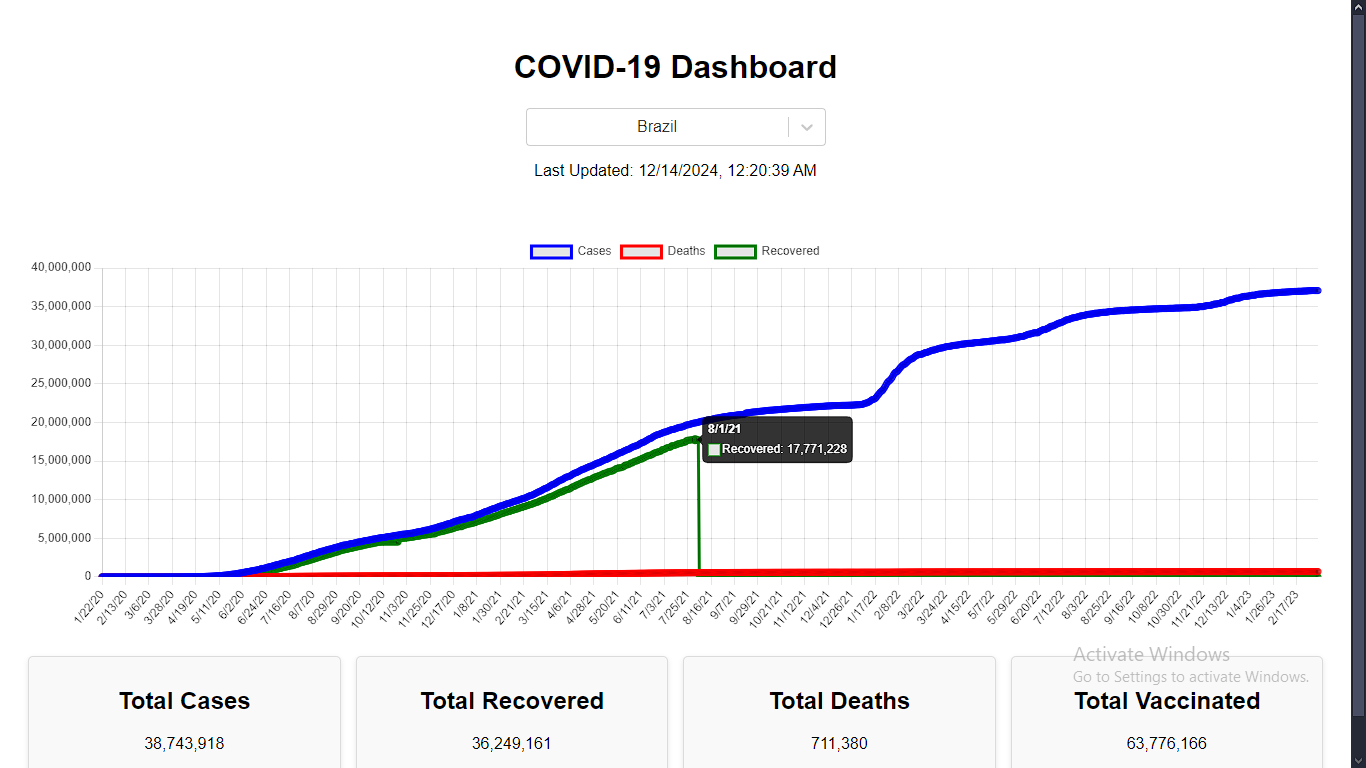 COVID-19 Dashboard
Brazil
Last Updated: 12/14/2024, 12:20:39 AM
Cases Deaths Recovered
40,000,000
35,000,000
30,000,000
25,000,000
20,000,000
15,000,000
10,000,000
5,000,000
0
8/1/21
Recovered: 17,771,228
1/22/20 2/13/20 3/6/20 3/28/20 4/19/20 5/11/20 6/2/20 6/24/20 7/16/20 8/7/20 8/29/20 9/20/20 10/12/20 11/3/20 11/25/20 12/17/20 1/8/21 1/30/21 2/21/21 3/15/21 4/6/21 4/28/21 5/20/21 6/11/21 7/3/21 7/25/21 8/16/21 9/7/21 9/29/21 10/21/21 11/12/21 12/4/21 12/26/21 1/17/22 2/8/22 3/2/22 3/24/22 4/15/22 5/7/22 5/29/22 6/20/22 7/12/22 8/3/22 8/25/22 9/16/22 10/8/22 10/30/22 11/21/22 12/13/22 1/4/23 1/26/23 2/17/23
Activate Windows
Go to Settings to activate Windows.
Total Cases
38,743,918
Total Recovered
36,249,161
Total Deaths
711,380
Total Vaccinated
63,776,166